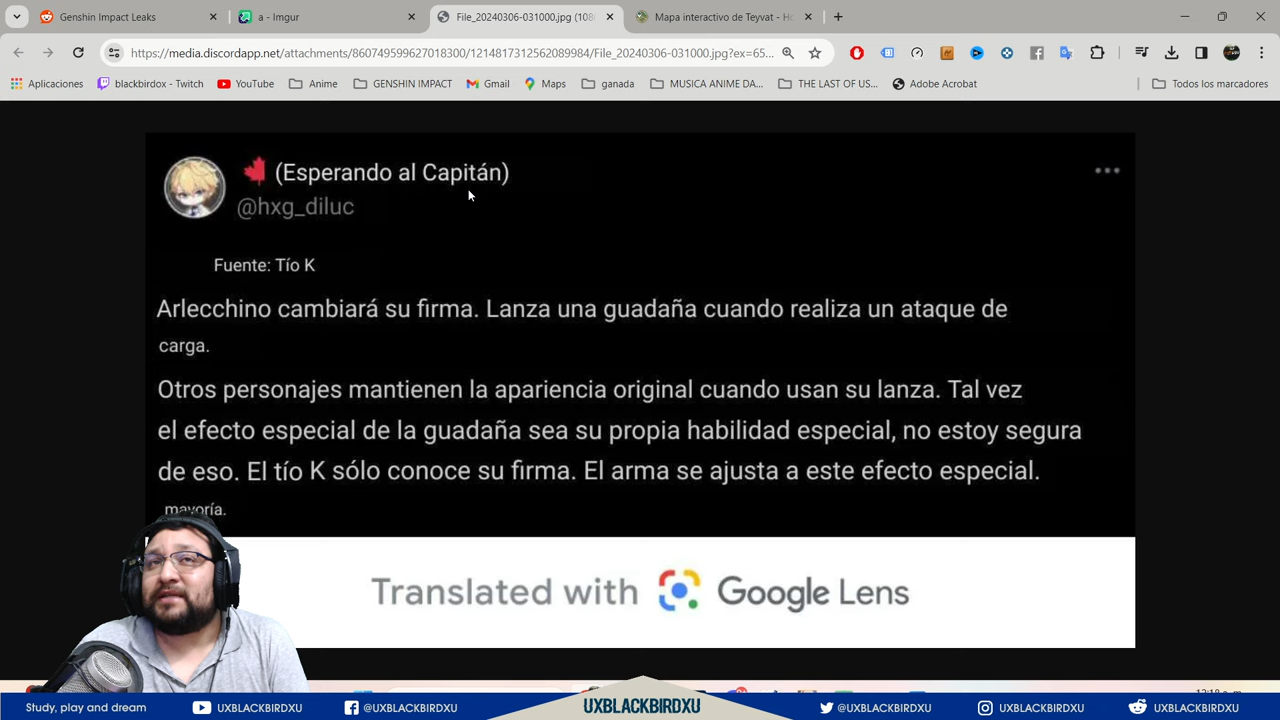 Genshin Impact Leaks
a - Imgur
File_20240306-031000.jpg (108
Mapa interactivo de Teyvat - Ho
https://media.discordapp.net/attachments/860749599627018300/1214817312562089984/File_20240306-031000.jpg?ex=65...
Aplicaciones
blackbirdox - Twitch
YouTube
Anime
GENSHIN IMPACT
Gmail
Maps
ganada
MUSICA ANIME DA...
THE LAST OF US...
Adobe Acrobat
Todos los marcadores
(Esperando al Capitán)
@hxg_diluc
Fuente: Tío K
Arlecchino cambiará su firma. Lanza una guadaña cuando realiza un ataque de
carga.
Otros personajes mantienen la apariencia original cuando usan su lanza. Tal vez
el efecto especial de la guadaña sea su propia habilidad especial, no estoy segura
de eso. El tío K sólo conoce su firma. El arma se ajusta a este efecto especial.
mayoría.
Translated with Google Lens
Study, play and dream
UXBLACKBIRDXU
@UXBLACKBIRDXU
UXBLACKBIRDXU
@UXBLACKBIRDXU
UXBLACKBIRDXU
UXBLACKBIRDXU